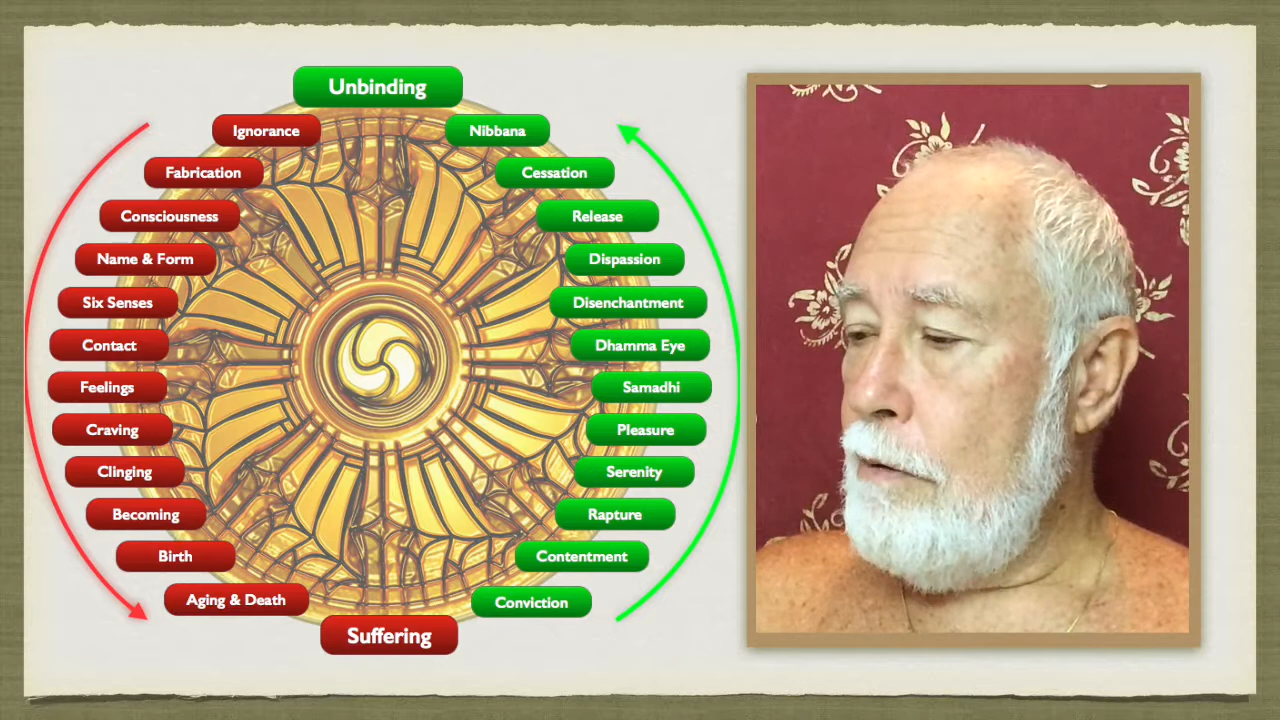 Unbinding
Ignorance
Fabrication
Consciousness
Name & Form
Six Senses
Contact
Feelings
Craving
Clinging
Becoming
Birth
Aging & Death
Suffering
Nibbana
Cessation
Release
Dispassion
Disenchantment
Dhamma Eye
Samadhi
Pleasure
Serenity
Rapture
Contentment
Conviction